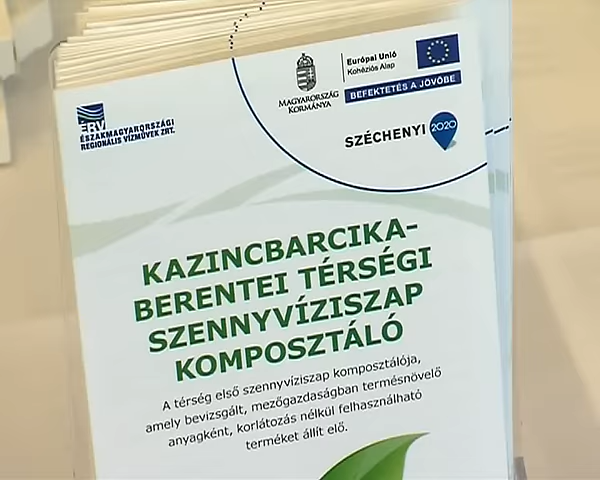 ÉRV
ÉSZAKMAGYARORSZÁGI
REGIONÁLIS VÍZMŰVEK ZRT.
MAGYARORSZÁG
KORMÁNYA
Európai Unió
Kohéziós Alap
BEFEKTETÉS A JÖVŐBE
SZÉCHENYI 2020
KAZINCBARCIKA-
BERENTEI TÉRSÉGI
SZENNYVÍZISZAP
KOMPOSZTÁLÓ
A térség első szennyvíziszap komposztálója,
amely bevizsgált, mezőgazdaságban termésnövelő
anyagként, korlátozás nélkül felhasználható
terméket állít elő.